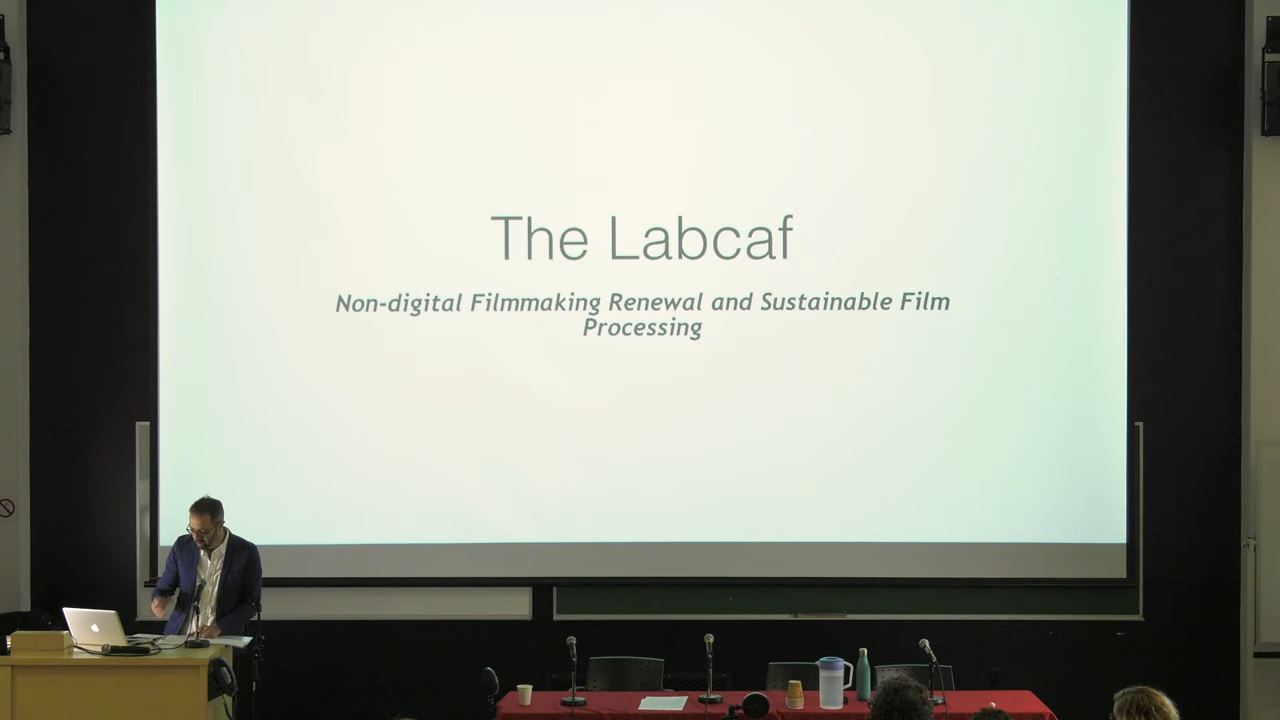 The Labcaf
Non-digital Filmmaking Renewal and Sustainable Film
Processing